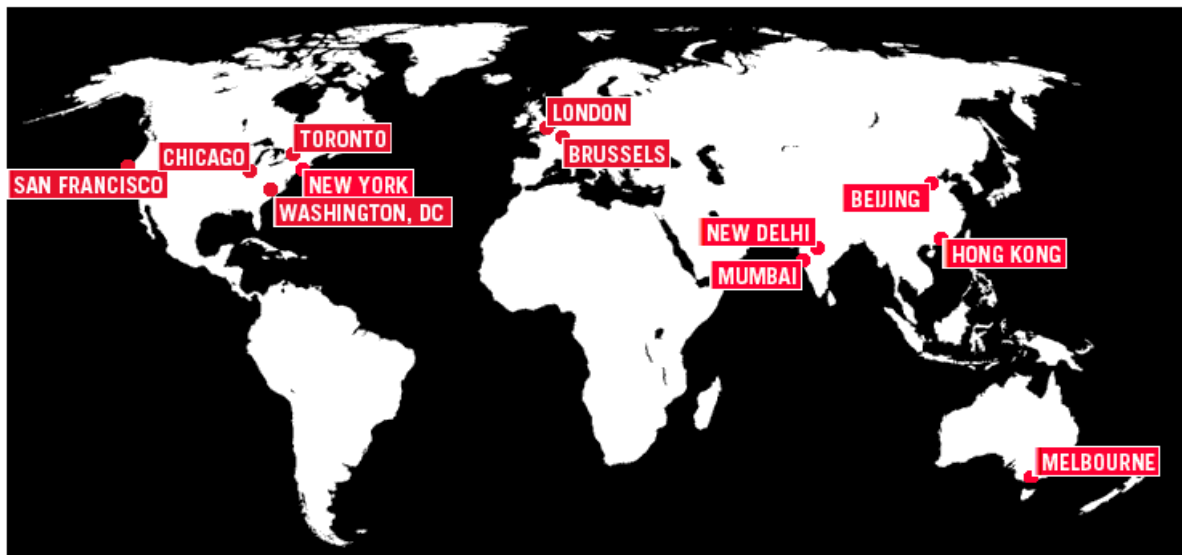 LONDON
TORONTO
CHICAGO
BRUSSELS
SAN FRANCISCO
NEW YORK
BEIJING
WASHINGTON, DC
NEW DELHI
HONG KONG
MUMBAI
MELBOURNE